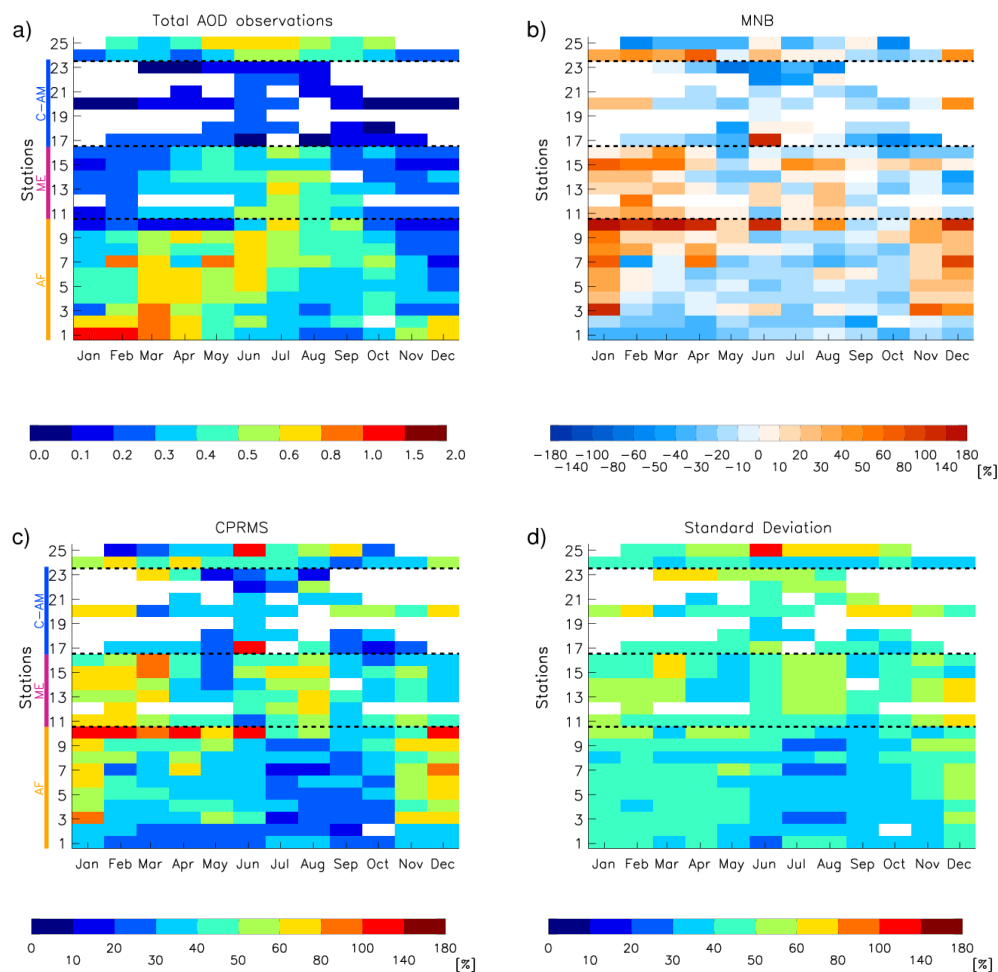 a)
Total AOD observations
25
23
21
19
17
15
13
11
9
7
5
3
1
Stations
C-AM
ME
AF
Jan Feb Mar Apr May Jun Jul Aug Sep Oct Nov Dec
0.0 0.1 0.2 0.3 0.4 0.5 0.6 0.8 1.0 1.5 2.0
b)
MNB
25
23
21
19
17
15
13
11
9
7
5
3
1
Stations
Jan Feb Mar Apr May Jun Jul Aug Sep Oct Nov Dec
-180 -100 -60 -40 -20 0 20 40 60 100 180
-140 -80 -50 -30 -10 10 30 50 80 140 [%]
c)
CPRMS
25
23
21
19
17
15
13
11
9
7
5
3
1
Stations
C-AM
ME
AF
Jan Feb Mar Apr May Jun Jul Aug Sep Oct Nov Dec
0 20 40 60 100 180
10 30 50 80 140 [%]
d)
Standard Deviation
25
23
21
19
17
15
13
11
9
7
5
3
1
Stations
Jan Feb Mar Apr May Jun Jul Aug Sep Oct Nov Dec
0 20 40 60 100 180
10 30 50 80 140 [%]